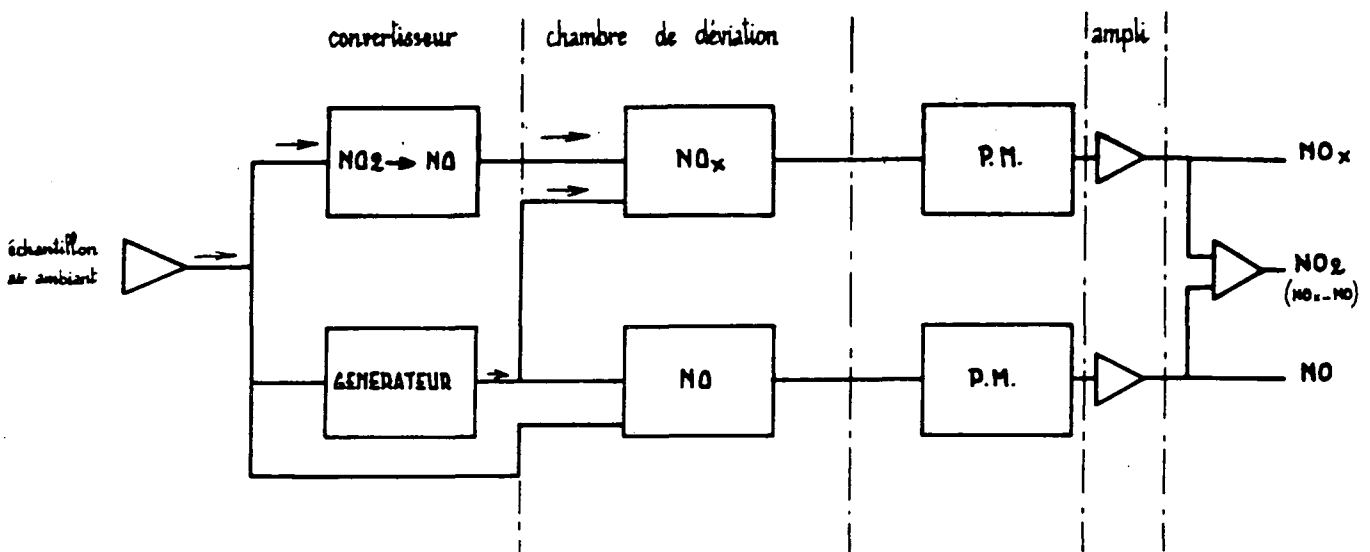 convertisseur
chambre de déviation
ampli
NO2→ NO
NOx
P.M.
NOx
échantillon
air ambiant
NO2
(NOx-NO)
GENERATEUR
NO
P.M.
NO